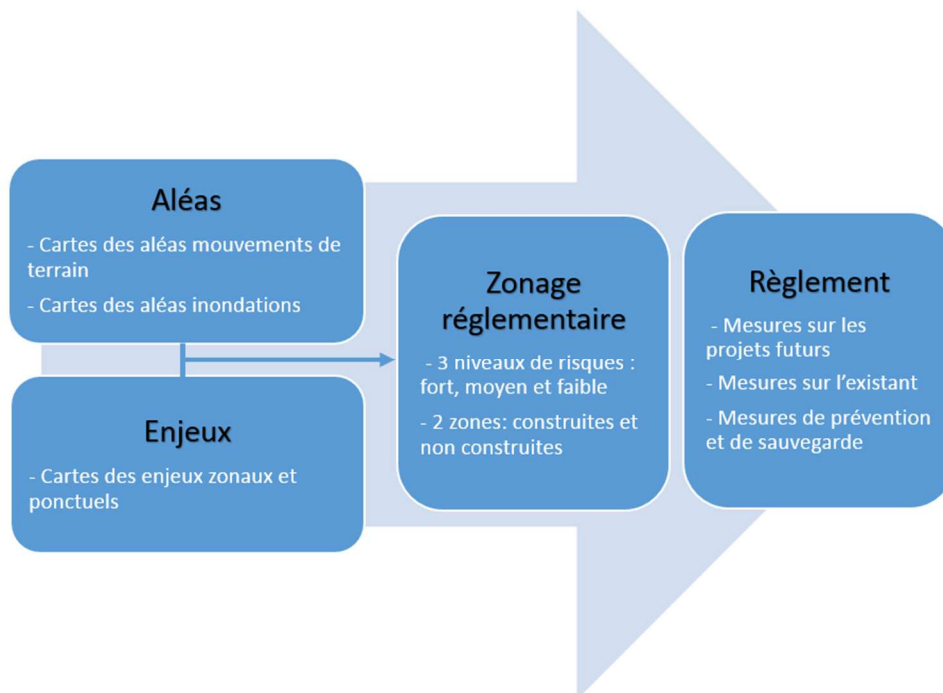 Aléas
- Cartes des aléas mouvements de
terrain
- Cartes des aléas inondations
Enjeux
- Cartes des enjeux zonaux et
ponctuels
Zonage
réglementaire
- 3 niveaux de risques :
fort, moyen et faible
- 2 zones: construites et
non construites
Règlement
- Mesures sur les
projets futurs
- Mesures sur l'existant
- Mesures de prévention
et de sauvegarde